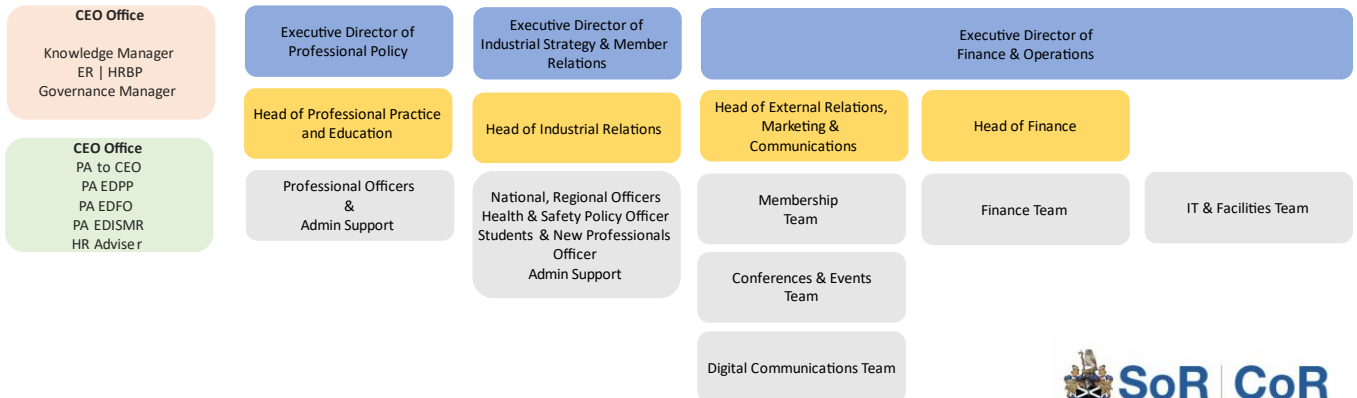 CEO Office
Knowledge Manager
ER | HRBP
Governance Manager
CEO Office
PA to CEO
PA EDPP
PA EDFO
PA EDISMR
HR Adviser
Executive Director of
Professional Policy
Head of Professional Practice
and Education
Professional Officers
&
Admin Support
Executive Director of
Industrial Strategy & Member
Relations
Head of Industrial Relations
National, Regional Officers
Health & Safety Policy Officer
Students & New Professionals
Officer
Admin Support
Executive Director of
Finance & Operations
Head of External Relations,
Marketing &
Communications
Membership
Team
Conferences & Events
Team
Digital Communications Team
Head of Finance
Finance Team
IT & Facilities Team
SoR | CoR